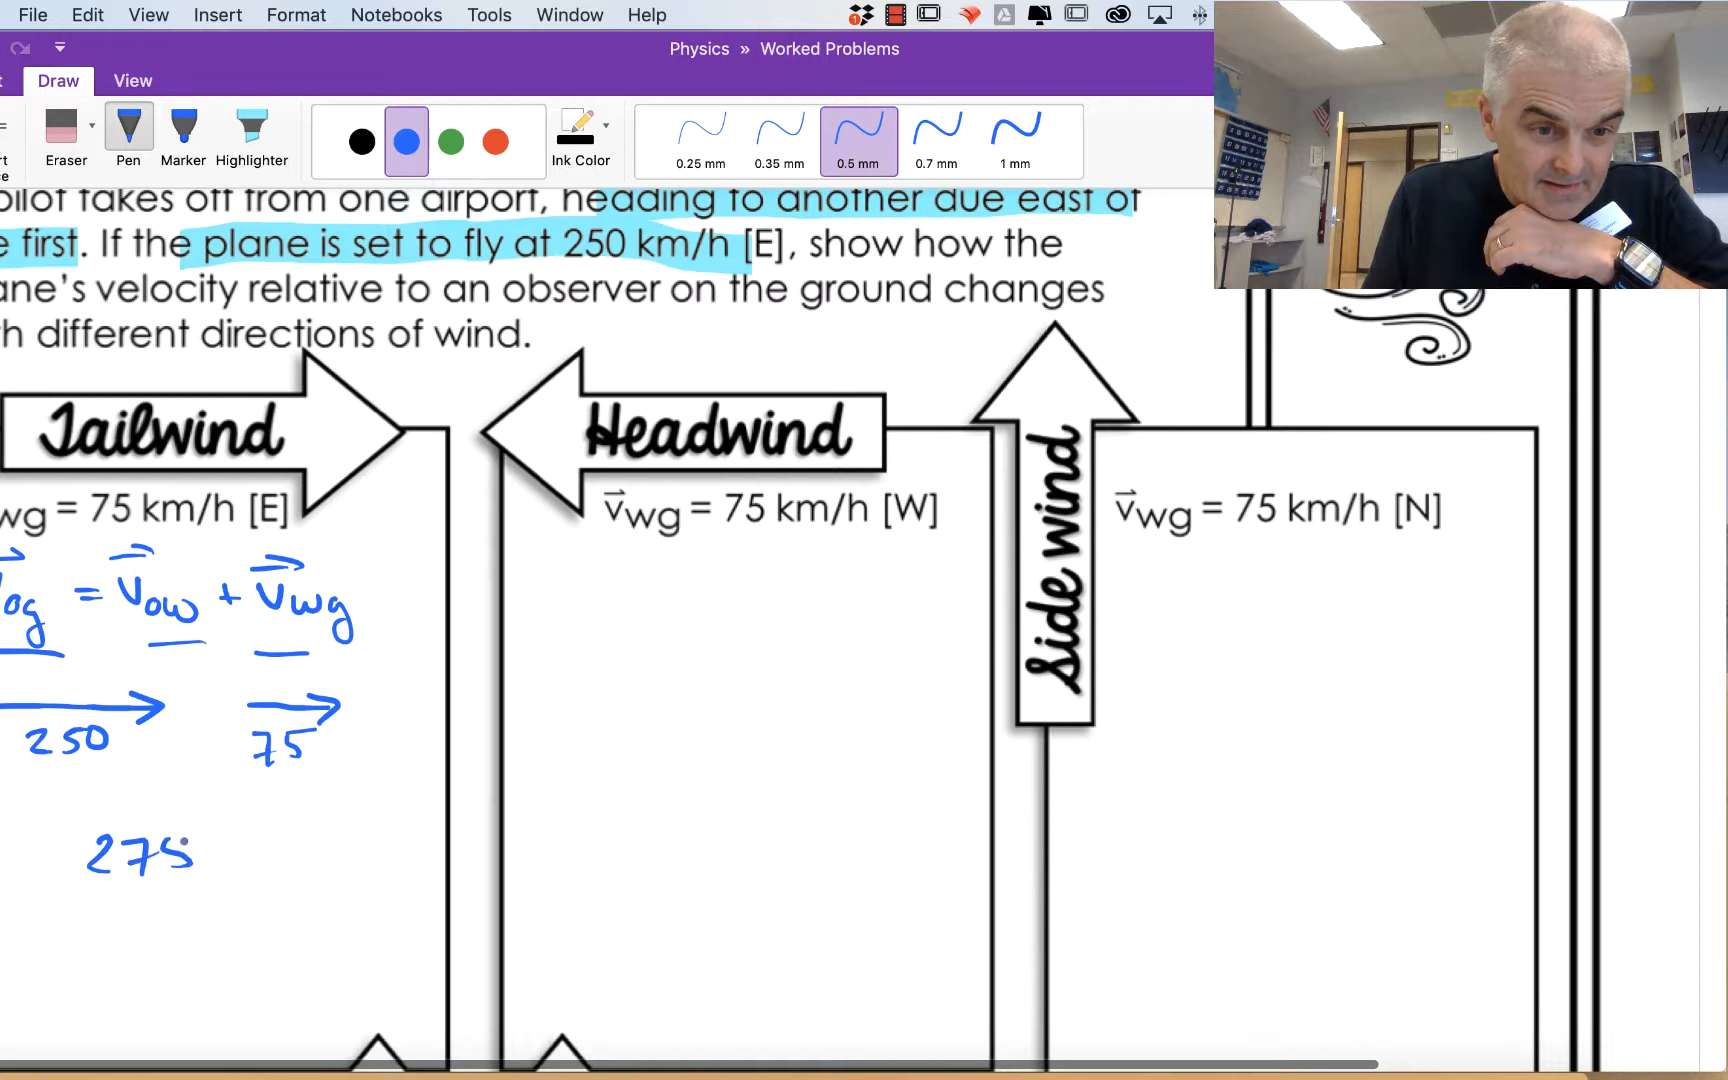 File Edit View Insert Format Notebooks Tools Window Help
Physics » Worked Problems
Draw View
Eraser Pen Marker Highlighter Ink Color 0.25 mm 0.35 mm 0.5 mm 0.7 mm 1 mm
pilot takes off from one airport, heading to another due east of
first. If the plane is set to fly at 250 km/h [E], show how the
velocity relative to an observer on the ground changes
different directions of wind.
Tailwind
wg = 75 km/h [E]
og = v⃗ow + v⃗wg
250 75
275
Headwind
v⃗wg = 75 km/h [W]
Side wind
v⃗wg = 75 km/h [N]